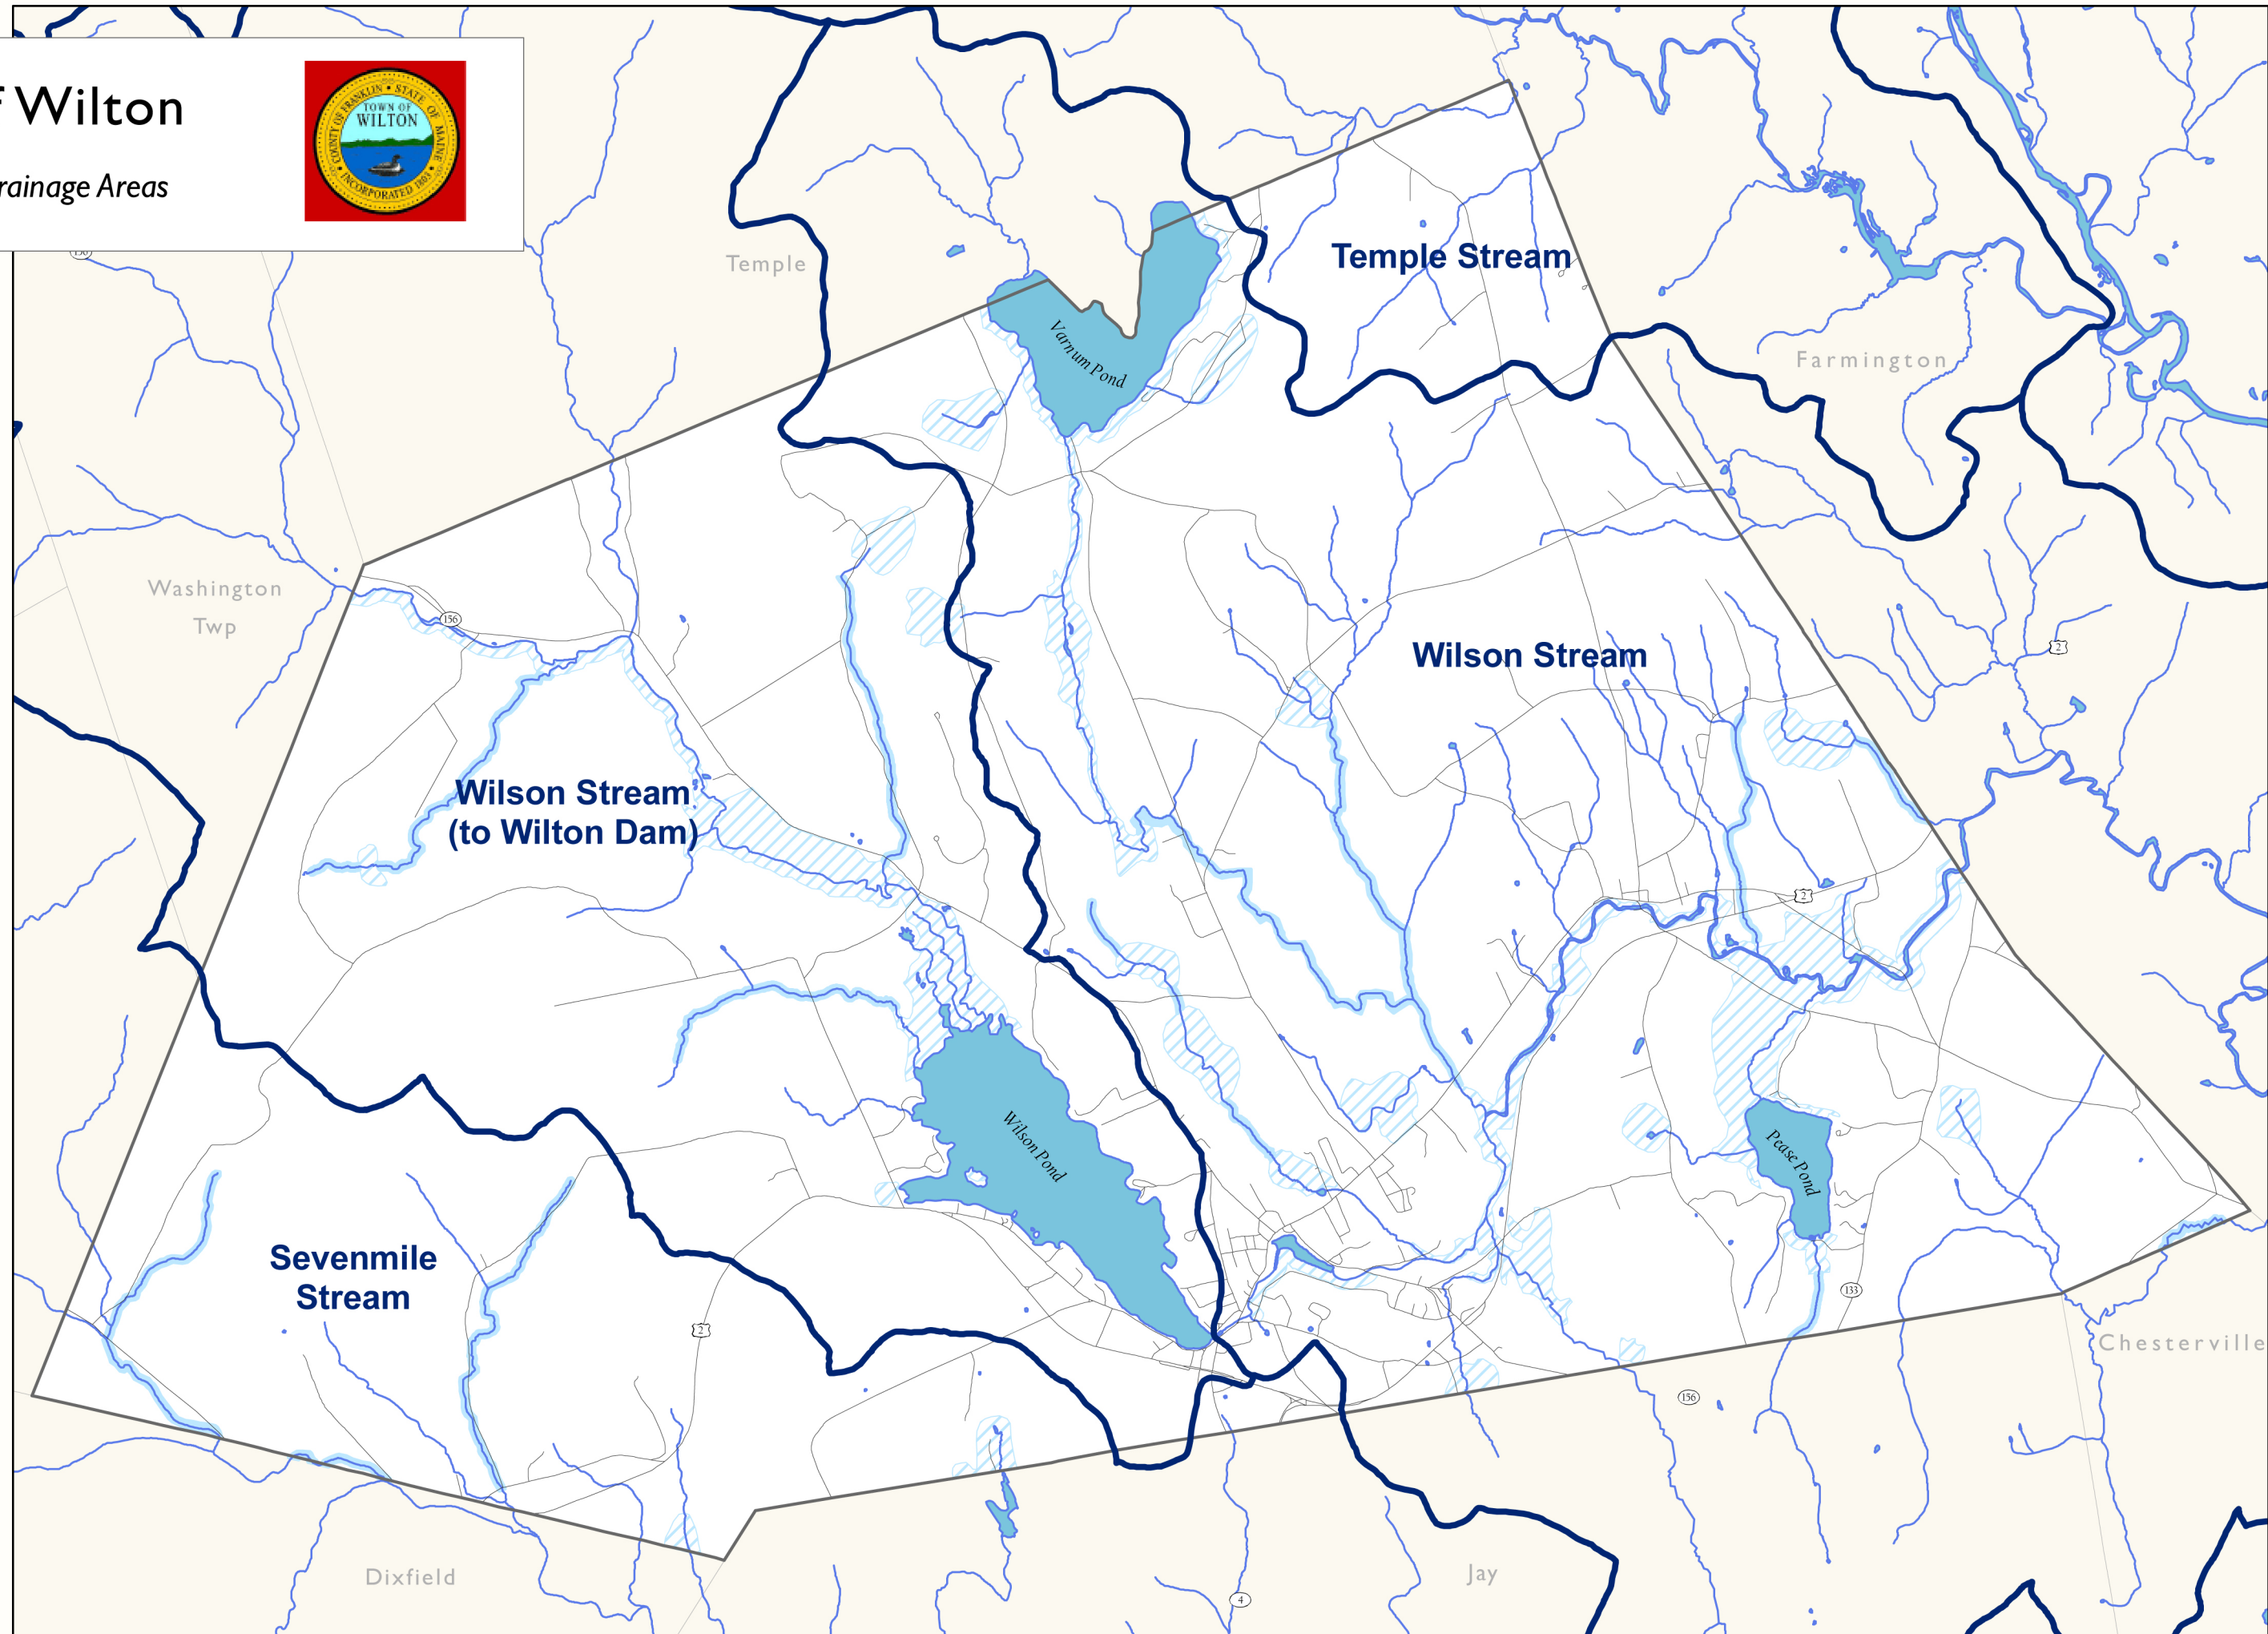 f Wilton
rainage Areas
COUNTY OF FRANKLIN • STATE OF MAINE
TOWN OF
WILTON
INCORPORATED 1803
Temple
Temple Stream
Varnum Pond
Farmington
Washington
Twp
156
2
Wilson Stream
Wilson Stream
(to Wilton Dam)
2
Wilson Pond
Pease Pond
Sevenmile
Stream
133
2
Chesterville
156
Dixfield
Jay
4